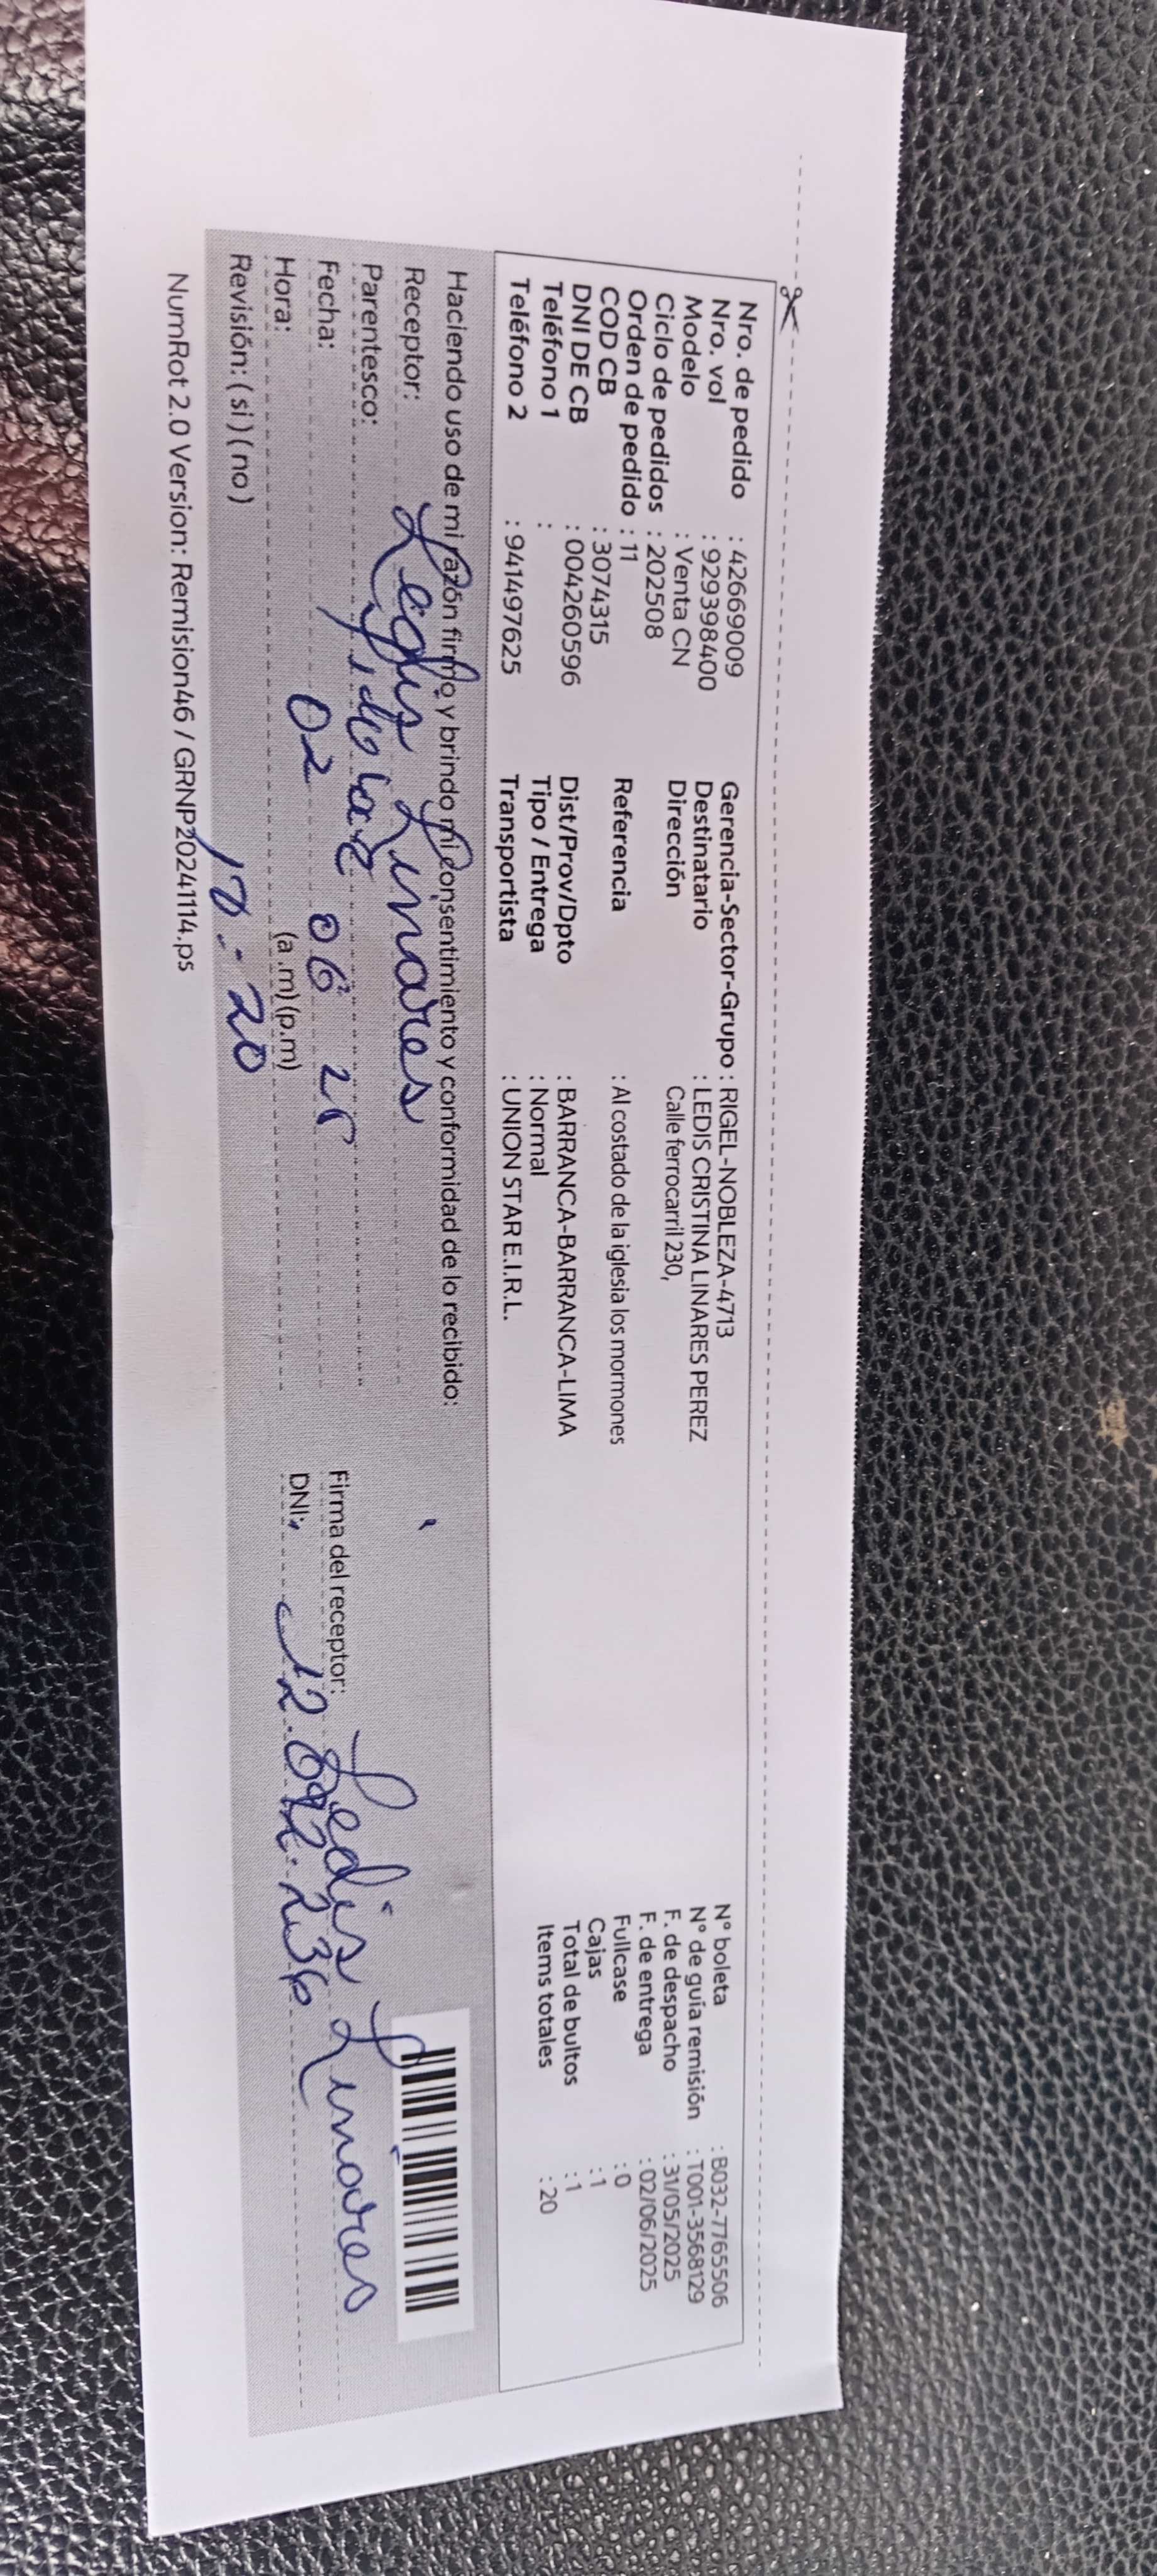 Nro. de pedido : 42669009
Nro. vol : 929398400
Modelo : Venta CN
Ciclo de pedidos : 202508
Orden de pedido : 11
COD CB : 3074315
DNI DE CB : 004260596
Teléfono 1 :
Teléfono 2 : 941497625
Gerencia-Sector-Grupo : RIGEL-NOBLEZA-4713
Destinatario : LEDIS CRISTINA LINARES PEREZ
Dirección Calle ferrocarril 230,
Referencia : Al costado de la iglesia los mormones
Dist/Prov/Dpto : BARRANCA-BARRANCA-LIMA
Tipo / Entrega : Normal
Transportista : UNION STAR E.I.R.L.
N° boleta : B032-7765506
N° de guía remisión : T001-3568129
F. de despacho : 31/05/2025
F. de entrega : 02/06/2025
Fullcase : 0
Cajas : 1
Total de bultos : 1
Items totales : 20
Haciendo uso de mi razón firmo y brindo mi consentimiento y conformidad de lo recibido:
Receptor: Ledis Linares
Parentesco:
Fecha: 02 06 25
Hora: (a.m) (p.m)
20
Revisión: ( si ) ( no )
Firma del receptor: Ledis Linares
DNI:
NumRot 2.0 Version: Remision46 / GRNP20241114.ps